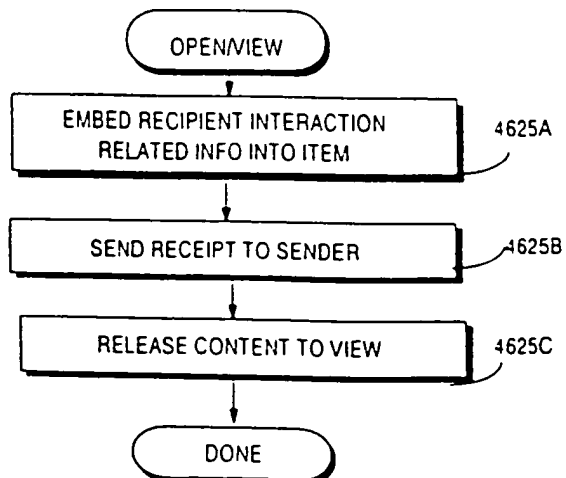 OPEN/VIEW
EMBED RECIPIENT INTERACTION
RELATED INFO INTO ITEM
4625A
SEND RECEIPT TO SENDER
4625B
RELEASE CONTENT TO VIEW
4625C
DONE